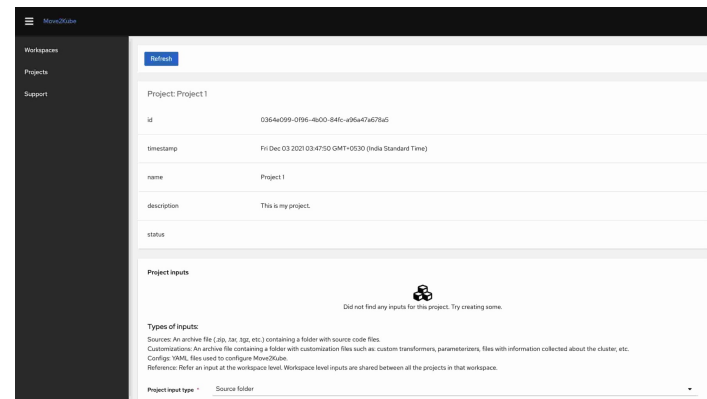 Move2Kube
Workspaces
Projects
Support
Refresh
Project: Project 1
id 0364e099-0f96-4b00-84fc-a96a47a678a5
timestamp Fri Dec 03 2021 03:47:50 GMT+0530 (India Standard Time)
name Project 1
description This is my project.
status
Project inputs
Did not find any inputs for this project. Try creating some.
Types of inputs:
Sources: An archive file (.zip, .tar, .tgz, etc.) containing a folder with source code files.
Customizations: An archive file containing a folder with customization files such as: custom transformers, parameterizers, files with information collected about the cluster, etc.
Configs: YAML files used to configure Move2Kube.
Reference: Refer an input at the workspace level. Workspace level inputs are shared between all the projects in that workspace.
Project input type * Source folder